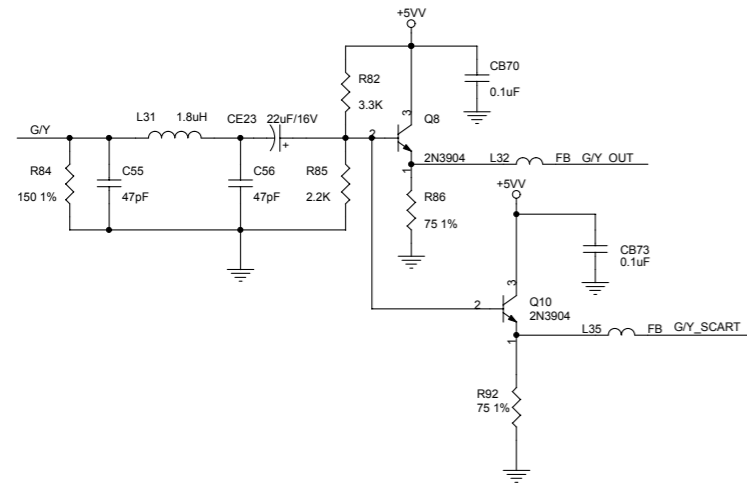 +5VV
R82
3.3K
CB70
0.1uF
3
Q8
G/Y
L31 1.8uH
CE23 22uF/16V
+
2
2N3904
1
L32 FB G/Y_OUT
R84
150 1%
C55
47pF
C56
47pF
R85
2.2K
R86
75 1%
+5VV
CB73
0.1uF
3
2
Q10
2N3904
1
L35 FB G/Y_SCART
R92
75 1%